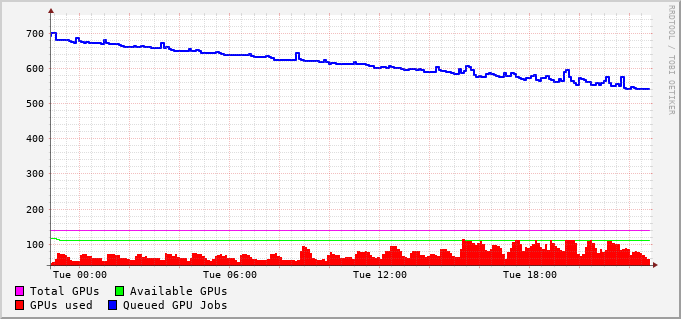 700
600
500
400
300
200
100
Tue 00:00 Tue 06:00 Tue 12:00 Tue 18:00
Total GPUs Available GPUs
GPUs used Queued GPU Jobs
RRDTOOL / TOBI OETIKER